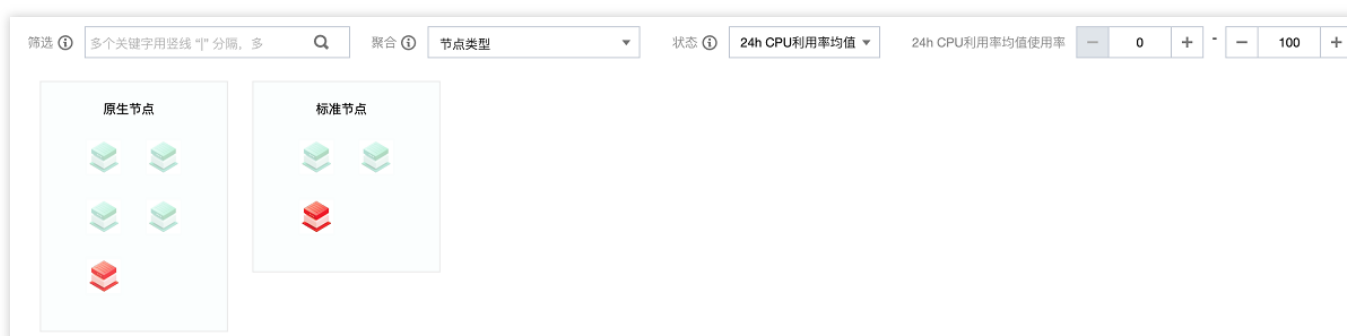 筛选 多个关键字用竖线 “|” 分隔，多 聚合 节点类型 状态 24h CPU利用率均值 24h CPU利用率均值使用率 − 0 + - − 100 +
原生节点 标准节点